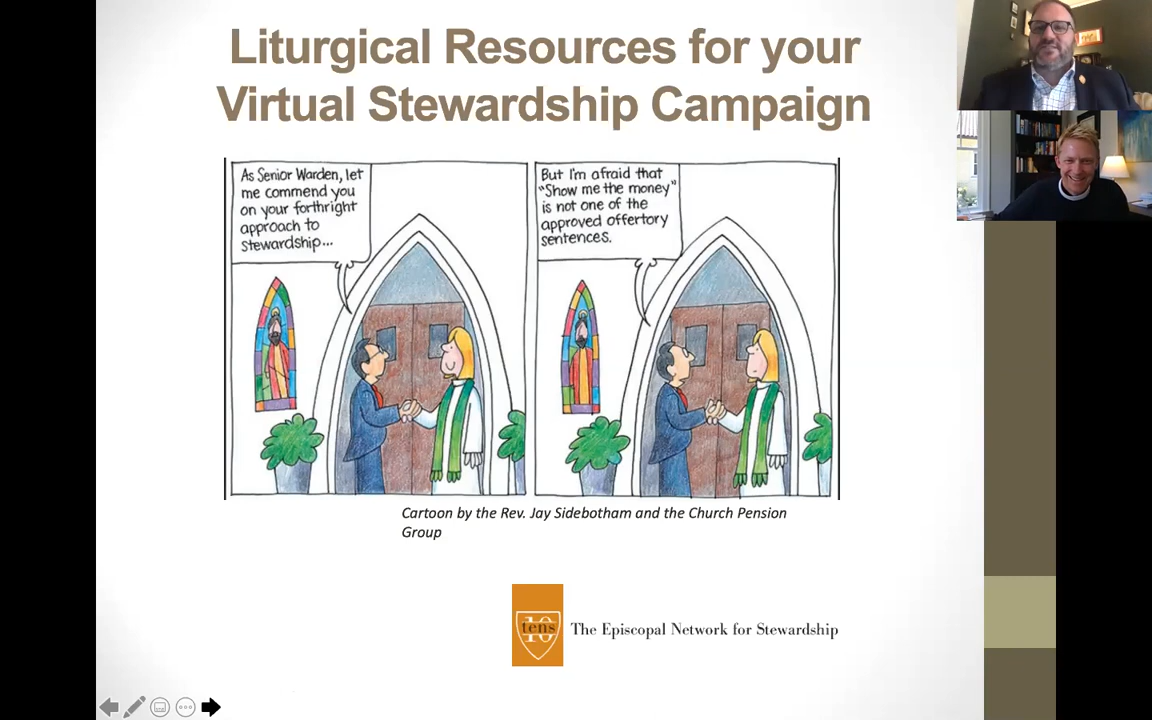 Liturgical Resources for your
Virtual Stewardship Campaign
As Senior Warden, let
me commend you
on your forthright
approach to
stewardship...
But I'm afraid that
"Show me the money"
is not one of the
approved offertory
sentences.
Cartoon by the Rev. Jay Sidebotham and the Church Pension
Group
10
tens
The Episcopal Network for Stewardship